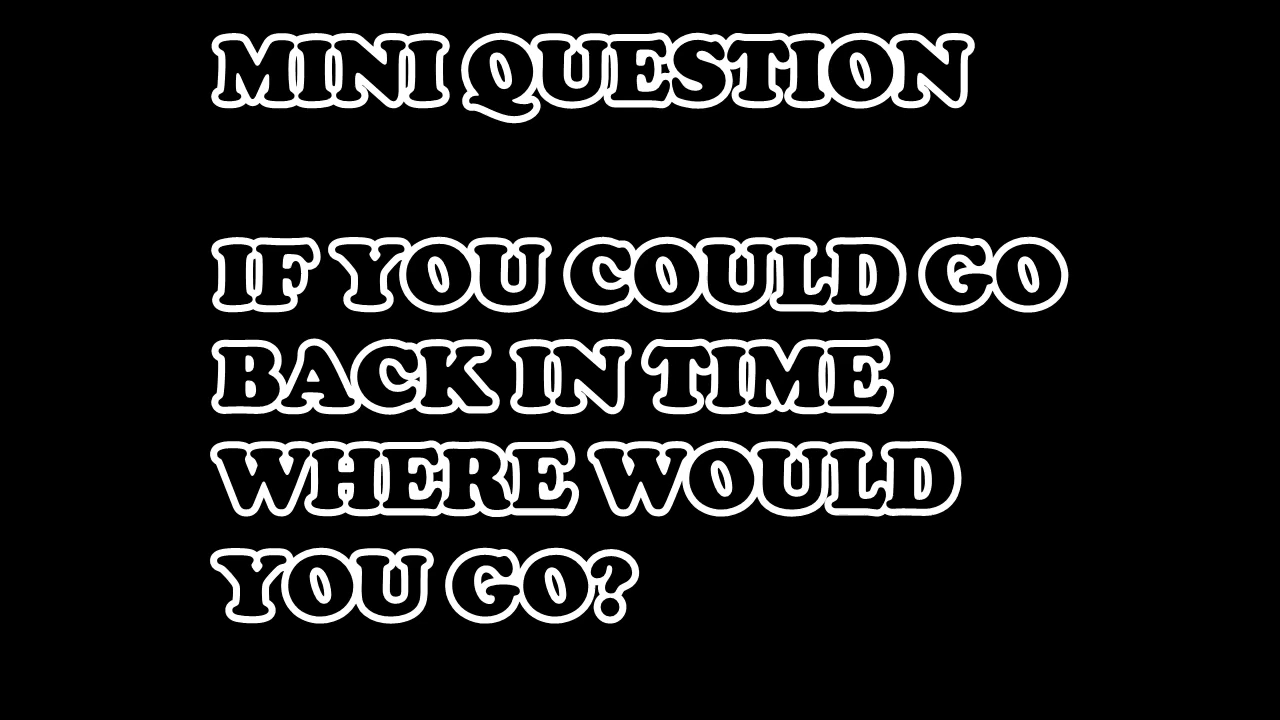 MINI QUESTION
IF YOU COULD GO
BACK IN TIME
WHERE WOULD
YOU GO?